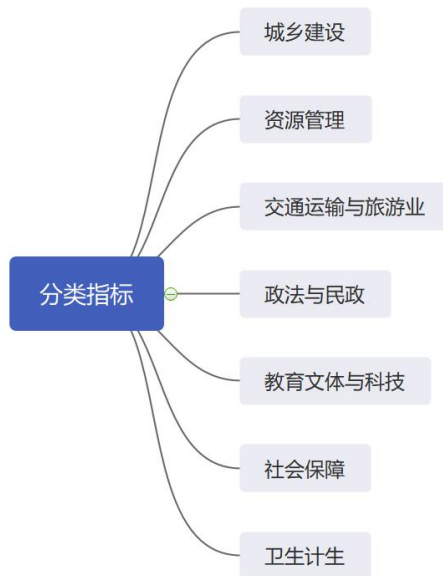 城乡建设
资源管理
交通运输与旅游业
分类指标
政法与民政
教育文体与科技
社会保障
卫生计生